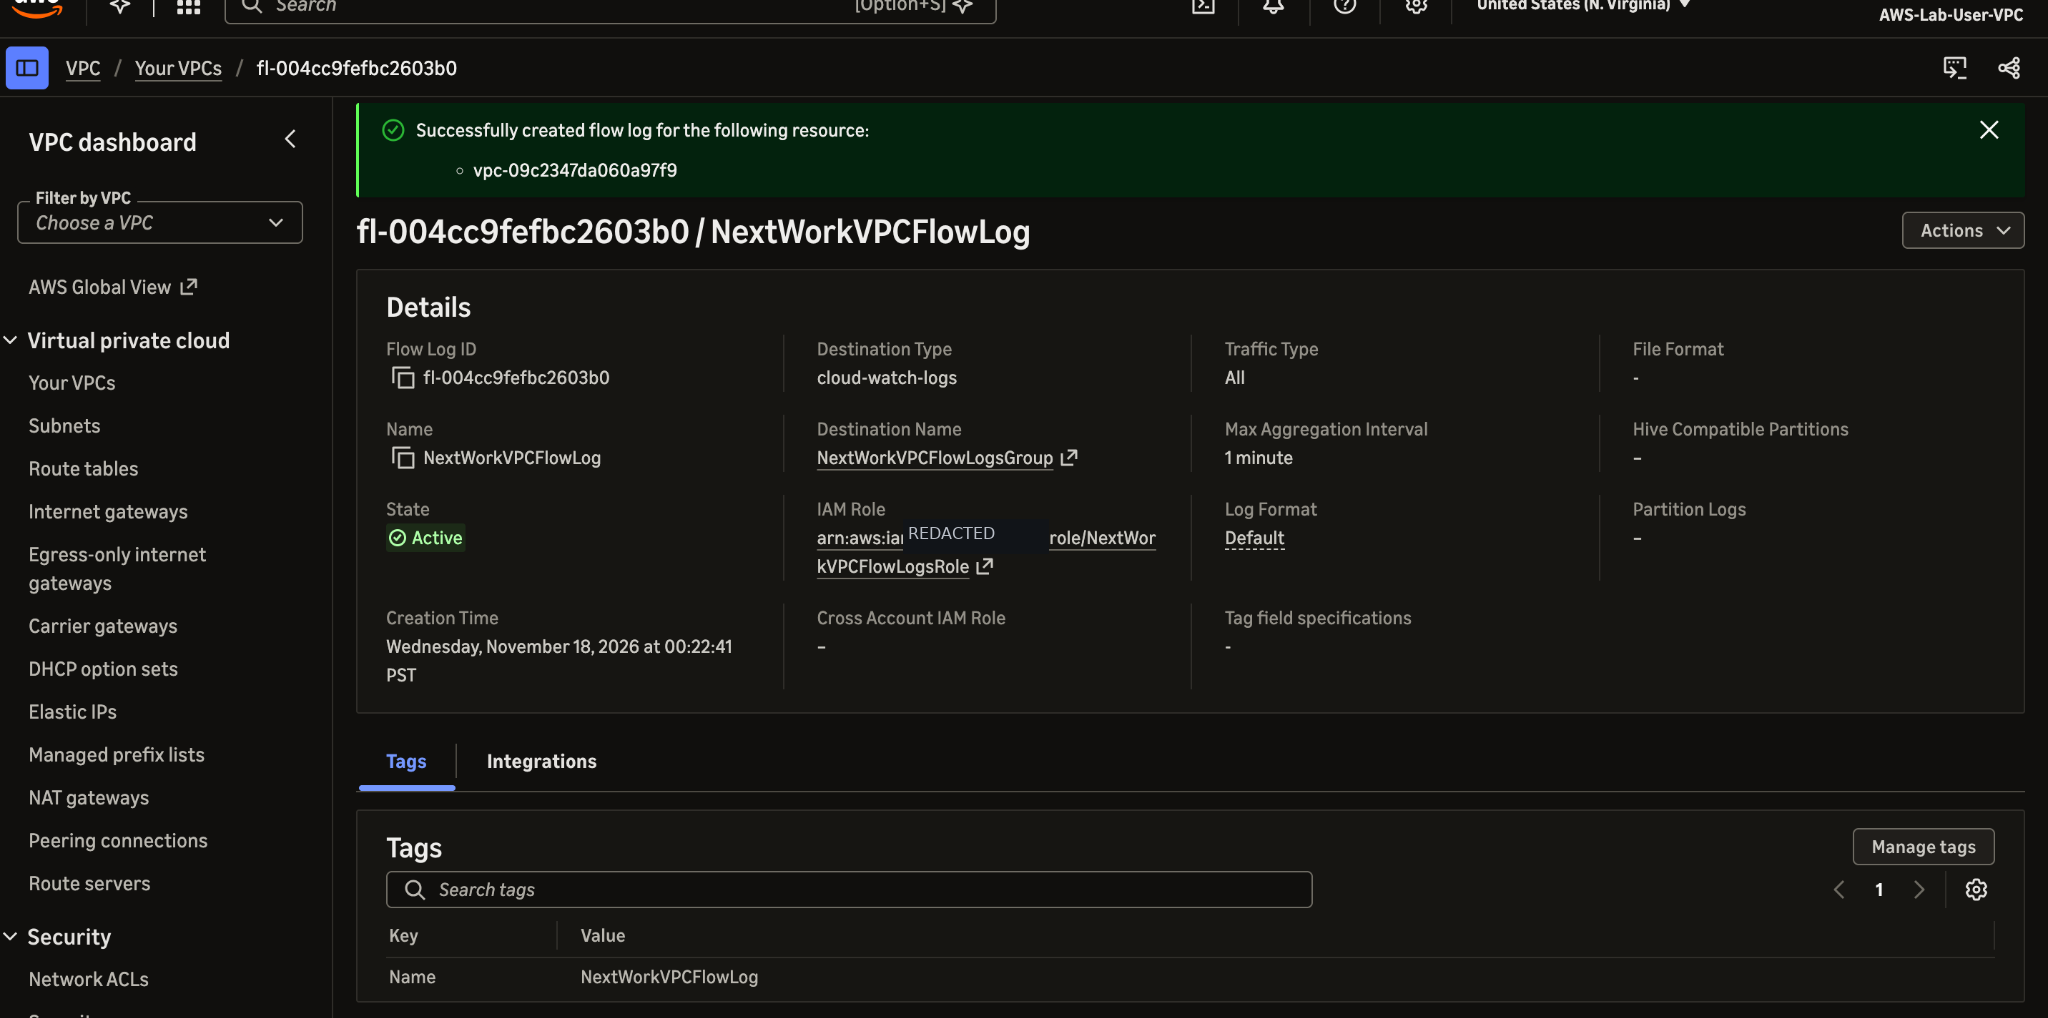 aws
Search
[Option+S]
United States (N. Virginia)
AWS-Lab-User-VPC
VPC / Your VPCs / fl-004cc9fefbc2603b0
VPC dashboard
Filter by VPC
Choose a VPC
AWS Global View
Virtual private cloud
Your VPCs
Subnets
Route tables
Internet gateways
Egress-only internet
gateways
Carrier gateways
DHCP option sets
Elastic IPs
Managed prefix lists
NAT gateways
Peering connections
Route servers
Security
Network ACLs
Successfully created flow log for the following resource:
vpc-09c2347da060a97f9
fl-004cc9fefbc2603b0 / NextWorkVPCFlowLog
Actions
Details
Flow Log ID
fl-004cc9fefbc2603b0
Destination Type
cloud-watch-logs
Traffic Type
All
File Format
-
Name
NextWorkVPCFlowLog
Destination Name
NextWorkVPCFlowLogsGroup
Max Aggregation Interval
1 minute
Hive Compatible Partitions
–
State
Active
IAM Role
arn:aws:iar REDACTED role/NextWor
kVPCFlowLogsRole
Log Format
Default
Partition Logs
–
Creation Time
Wednesday, November 18, 2026 at 00:22:41
PST
Cross Account IAM Role
–
Tag field specifications
-
Tags
Integrations
Tags
Manage tags
Search tags
1
Key Value
Name NextWorkVPCFlowLog